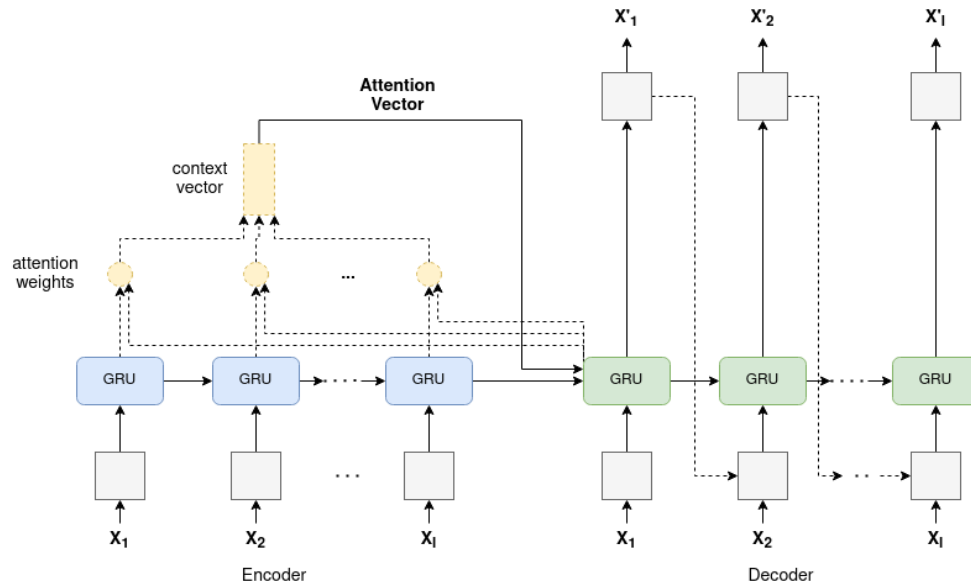 X'1 X'2 X'l
Attention
Vector
context
vector
attention
weights
...
GRU GRU .... GRU GRU GRU .... GRU
... ...
X1 X2 Xl X1 X2 Xl
Encoder Decoder